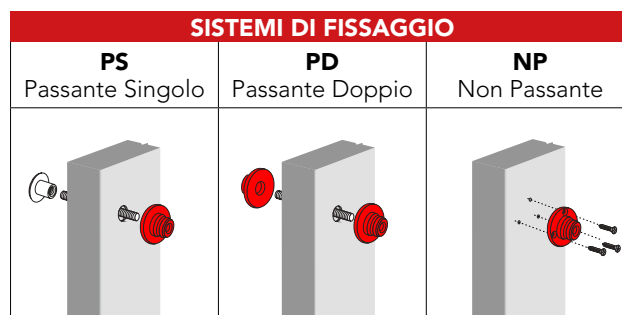 SISTEMI DI FISSAGGIO
PS
Passante Singolo
PD
Passante Doppio
NP
Non Passante